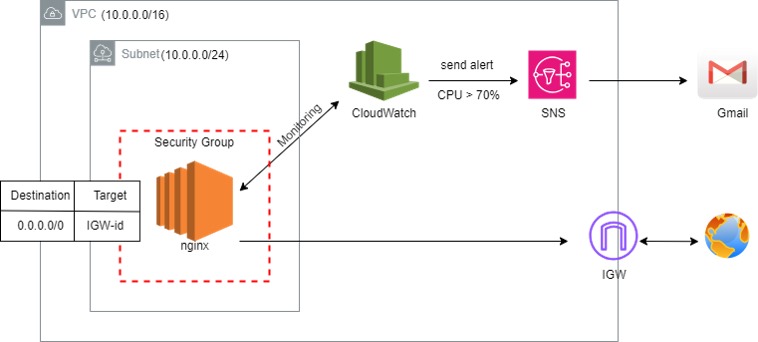 VPC (10.0.0.0/16)
Subnet (10.0.0.0/24)
send alert
CPU > 70%
CloudWatch
SNS
Gmail
Monitoring
Security Group
Destination Target
0.0.0.0/0 IGW-id
nginx
IGW